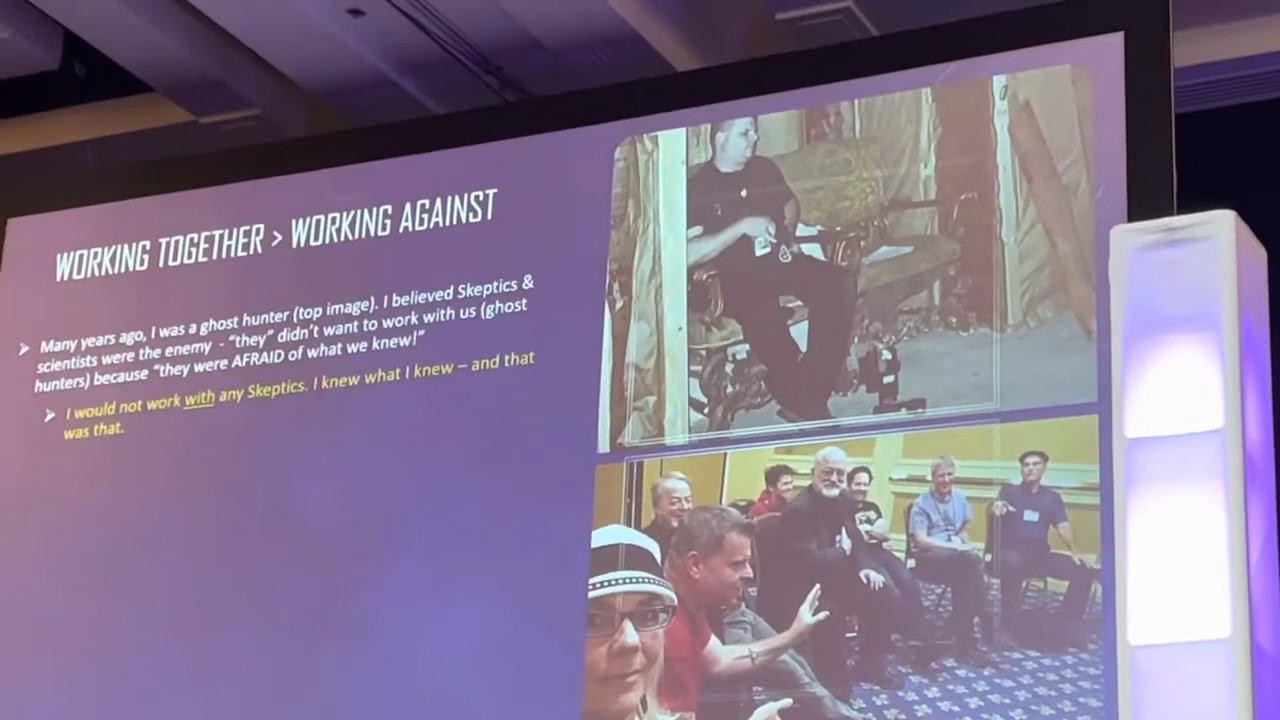 WORKING TOGETHER > WORKING AGAINST
Many years ago, I was a ghost hunter (top image). I believed Skeptics &
scientists were the enemy - “they” didn’t want to work with us (ghost
hunters) because “they were AFRAID of what we knew!”
I would not work with any Skeptics. I knew what I knew – and that
was that.